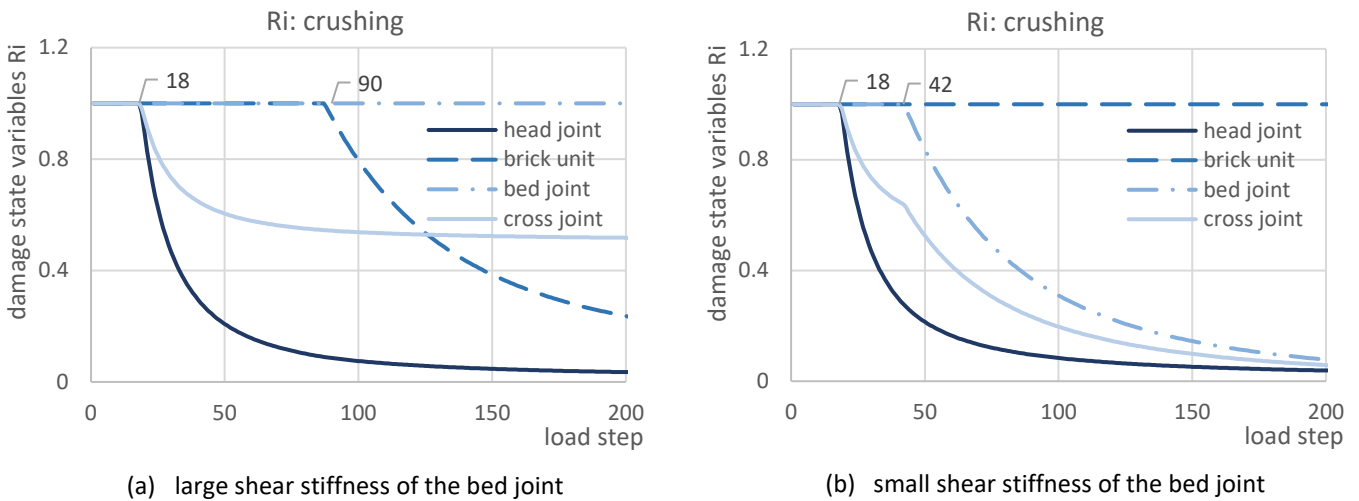 Ri: crushing
damage state variables Ri
1.2
1
0.8
0.4
0
18
90
head joint
brick unit
bed joint
cross joint
0
50
100
150
200
load step
(a) large shear stiffness of the bed joint
Ri: crushing
damage state variables Ri
1.2
0.8
0.4
0
18
42
head joint
brick unit
bed joint
cross joint
0
50
100
150
200
load step
(b) small shear stiffness of the bed joint